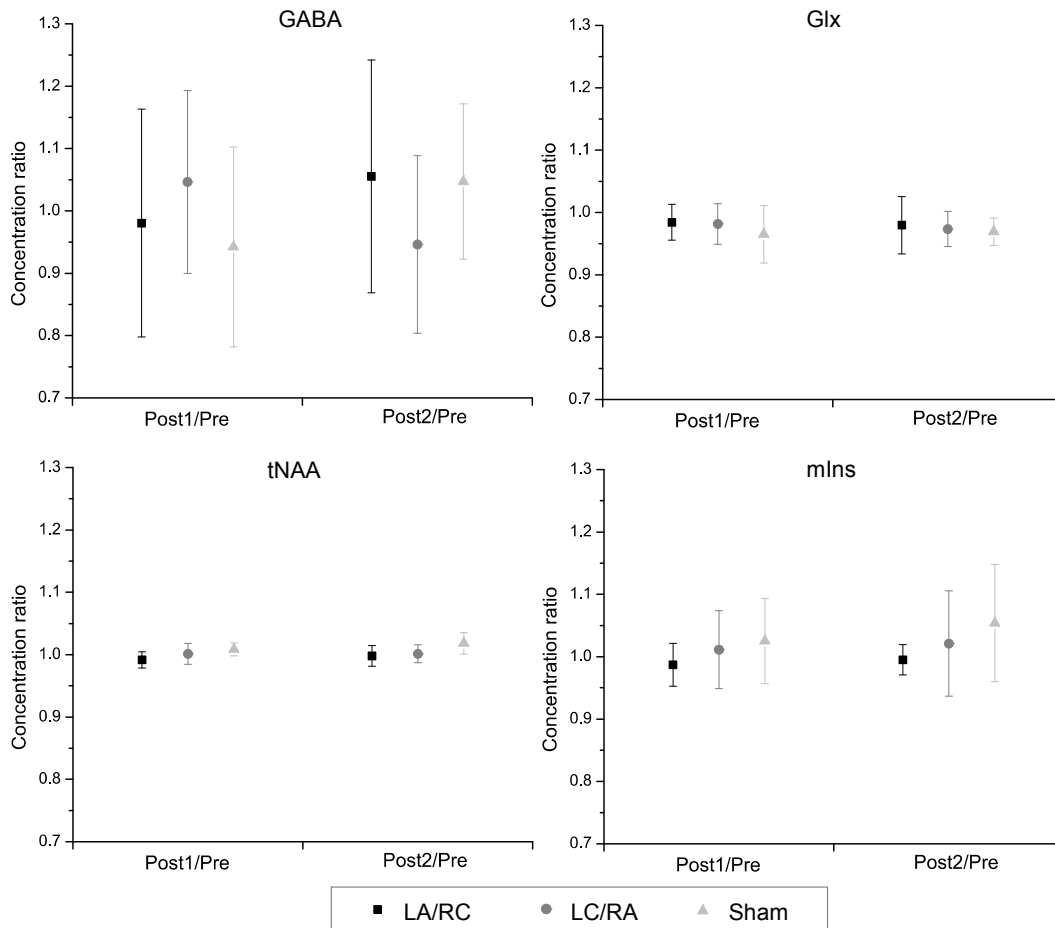 GABA
1.3
1.2
1.1
1.0
0.9
0.8
0.7
Concentration ratio
Post1/Pre
Post2/Pre
Glx
1.3
1.2
1.1
1.0
0.9
0.8
0.7
Concentration ratio
Post1/Pre
Post2/Pre
tNAA
1.3
1.2
1.1
1.0
0.9
0.8
0.7
Concentration ratio
Post1/Pre
Post2/Pre
mIns
1.3
1.2
1.1
1.0
0.9
0.8
0.7
Concentration ratio
Post1/Pre
Post2/Pre
LA/RC LC/RA Sham